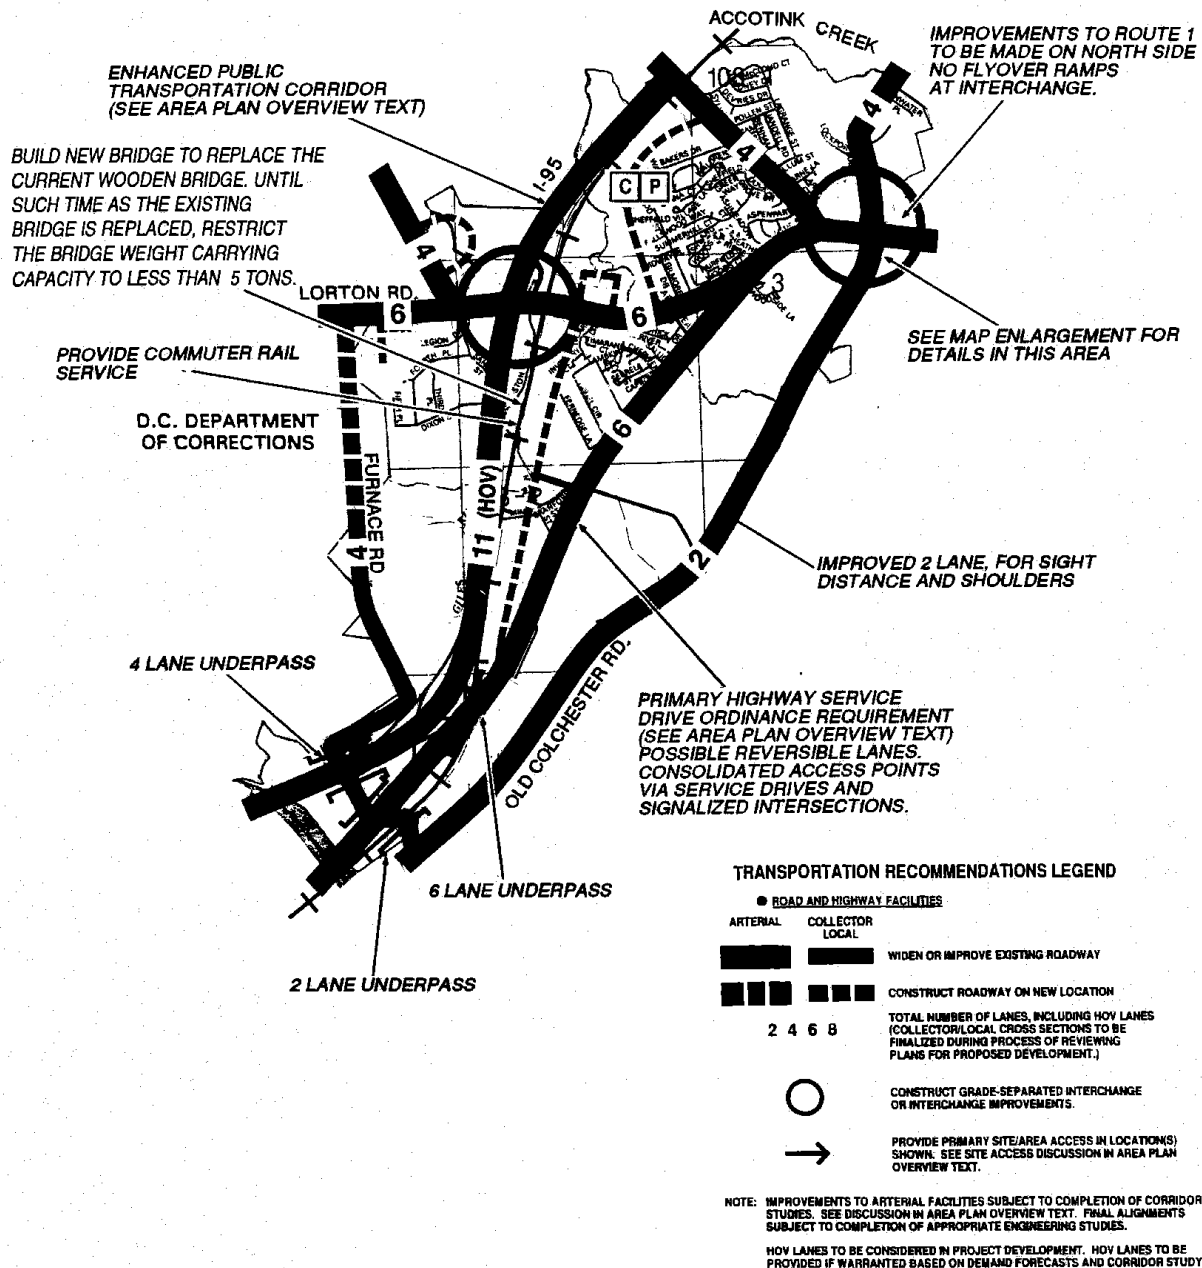 ACCOTINK CREEK
IMPROVEMENTS TO ROUTE 1
TO BE MADE ON NORTH SIDE
NO FLYOVER RAMPS
AT INTERCHANGE.
ENHANCED PUBLIC
TRANSPORTATION CORRIDOR
(SEE AREA PLAN OVERVIEW TEXT)
BUILD NEW BRIDGE TO REPLACE THE
CURRENT WOODEN BRIDGE. UNTIL
SUCH TIME AS THE EXISTING
BRIDGE IS REPLACED, RESTRICT
THE BRIDGE WEIGHT CARRYING
CAPACITY TO LESS THAN 5 TONS.
I-95
C P
4
4
4
POLLEN ST
BAKERS DR
LORTON RD.
6
6
SEE MAP ENLARGEMENT FOR
DETAILS IN THIS AREA
PROVIDE COMMUTER RAIL
SERVICE
D.C. DEPARTMENT
OF CORRECTIONS
DIXON
6
FURNACE RD
4
11 (HOV)
GILES
2
IMPROVED 2 LANE, FOR SIGHT
DISTANCE AND SHOULDERS
4 LANE UNDERPASS
OLD COLCHESTER RD.
PRIMARY HIGHWAY SERVICE
DRIVE ORDINANCE REQUIREMENT
(SEE AREA PLAN OVERVIEW TEXT)
POSSIBLE REVERSIBLE LANES.
CONSOLIDATED ACCESS POINTS
VIA SERVICE DRIVES AND
SIGNALIZED INTERSECTIONS.
6 LANE UNDERPASS
2 LANE UNDERPASS
TRANSPORTATION RECOMMENDATIONS LEGEND
● ROAD AND HIGHWAY FACILITIES
ARTERIAL COLLECTOR
LOCAL
WIDEN OR IMPROVE EXISTING ROADWAY
CONSTRUCT ROADWAY ON NEW LOCATION
2 4 6 8 TOTAL NUMBER OF LANES, INCLUDING HOV LANES
(COLLECTOR/LOCAL CROSS SECTIONS TO BE
FINALIZED DURING PROCESS OF REVIEWING
PLANS FOR PROPOSED DEVELOPMENT.)
CONSTRUCT GRADE-SEPARATED INTERCHANGE
OR INTERCHANGE IMPROVEMENTS.
PROVIDE PRIMARY SITE/AREA ACCESS IN LOCATION(S)
SHOWN. SEE SITE ACCESS DISCUSSION IN AREA PLAN
OVERVIEW TEXT.
NOTE: IMPROVEMENTS TO ARTERIAL FACILITIES SUBJECT TO COMPLETION OF CORRIDOR
STUDIES. SEE DISCUSSION IN AREA PLAN OVERVIEW TEXT. FINAL ALIGNMENTS
SUBJECT TO COMPLETION OF APPROPRIATE ENGINEERING STUDIES.
HOV LANES TO BE CONSIDERED IN PROJECT DEVELOPMENT. HOV LANES TO BE
PROVIDED IF WARRANTED BASED ON DEMAND FORECASTS AND CORRIDOR STUDY